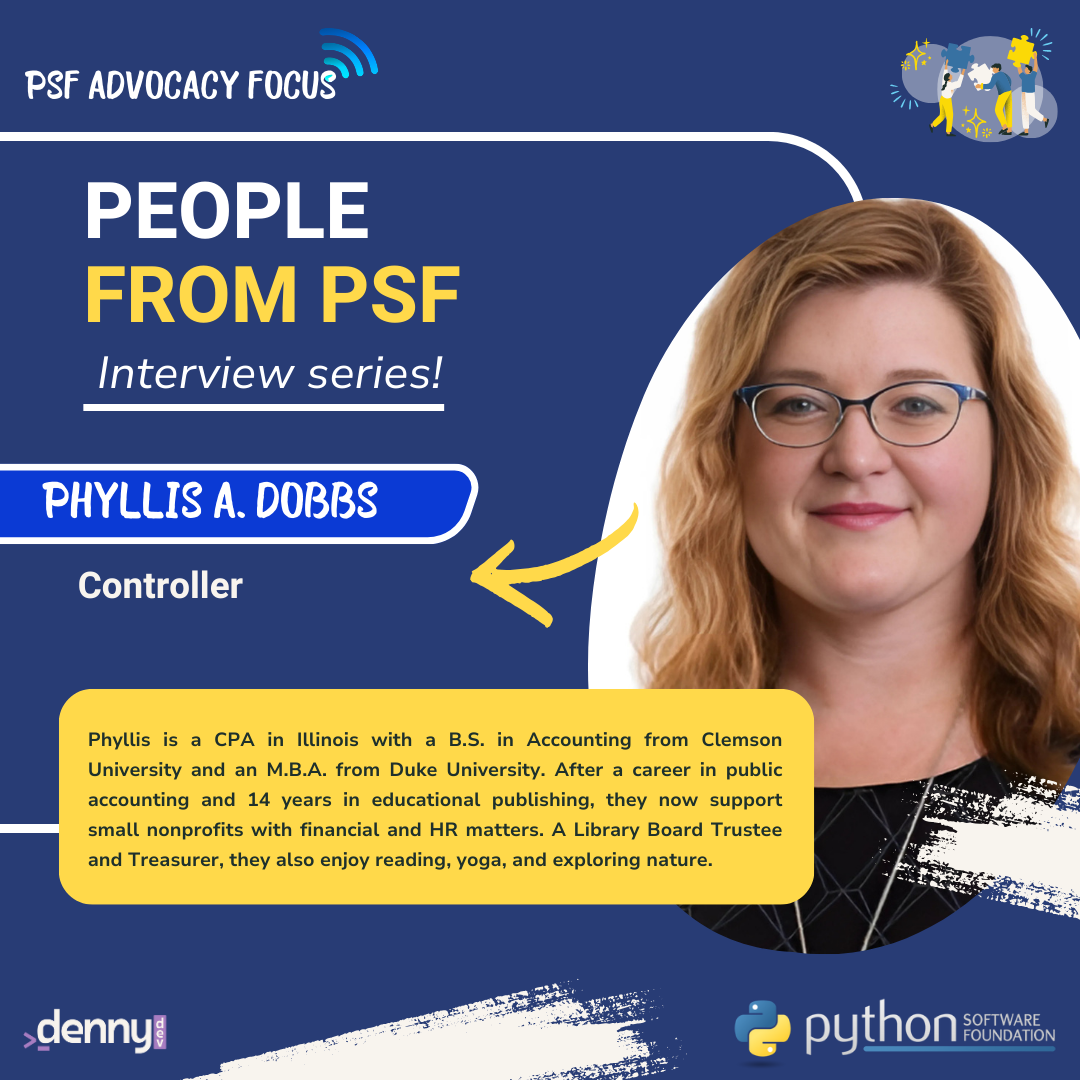 PSF ADVOCACY FOCUS
PEOPLE
FROM PSF
Interview series!
PHYLLIS A. DOBBS
Controller
Phyllis is a CPA in Illinois with a B.S. in Accounting from Clemson
University and an M.B.A. from Duke University. After a career in public
accounting and 14 years in educational publishing, they now support
small nonprofits with financial and HR matters. A Library Board Trustee
and Treasurer, they also enjoy reading, yoga, and exploring nature.
>_denny dev
python SOFTWARE
FOUNDATION